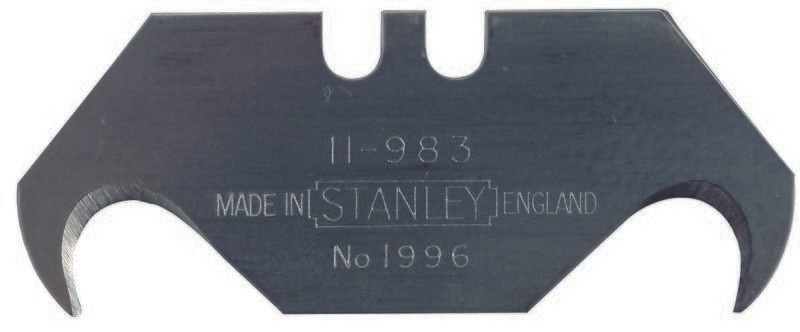 11-983
MADE IN STANLEY ENGLAND
No 1996